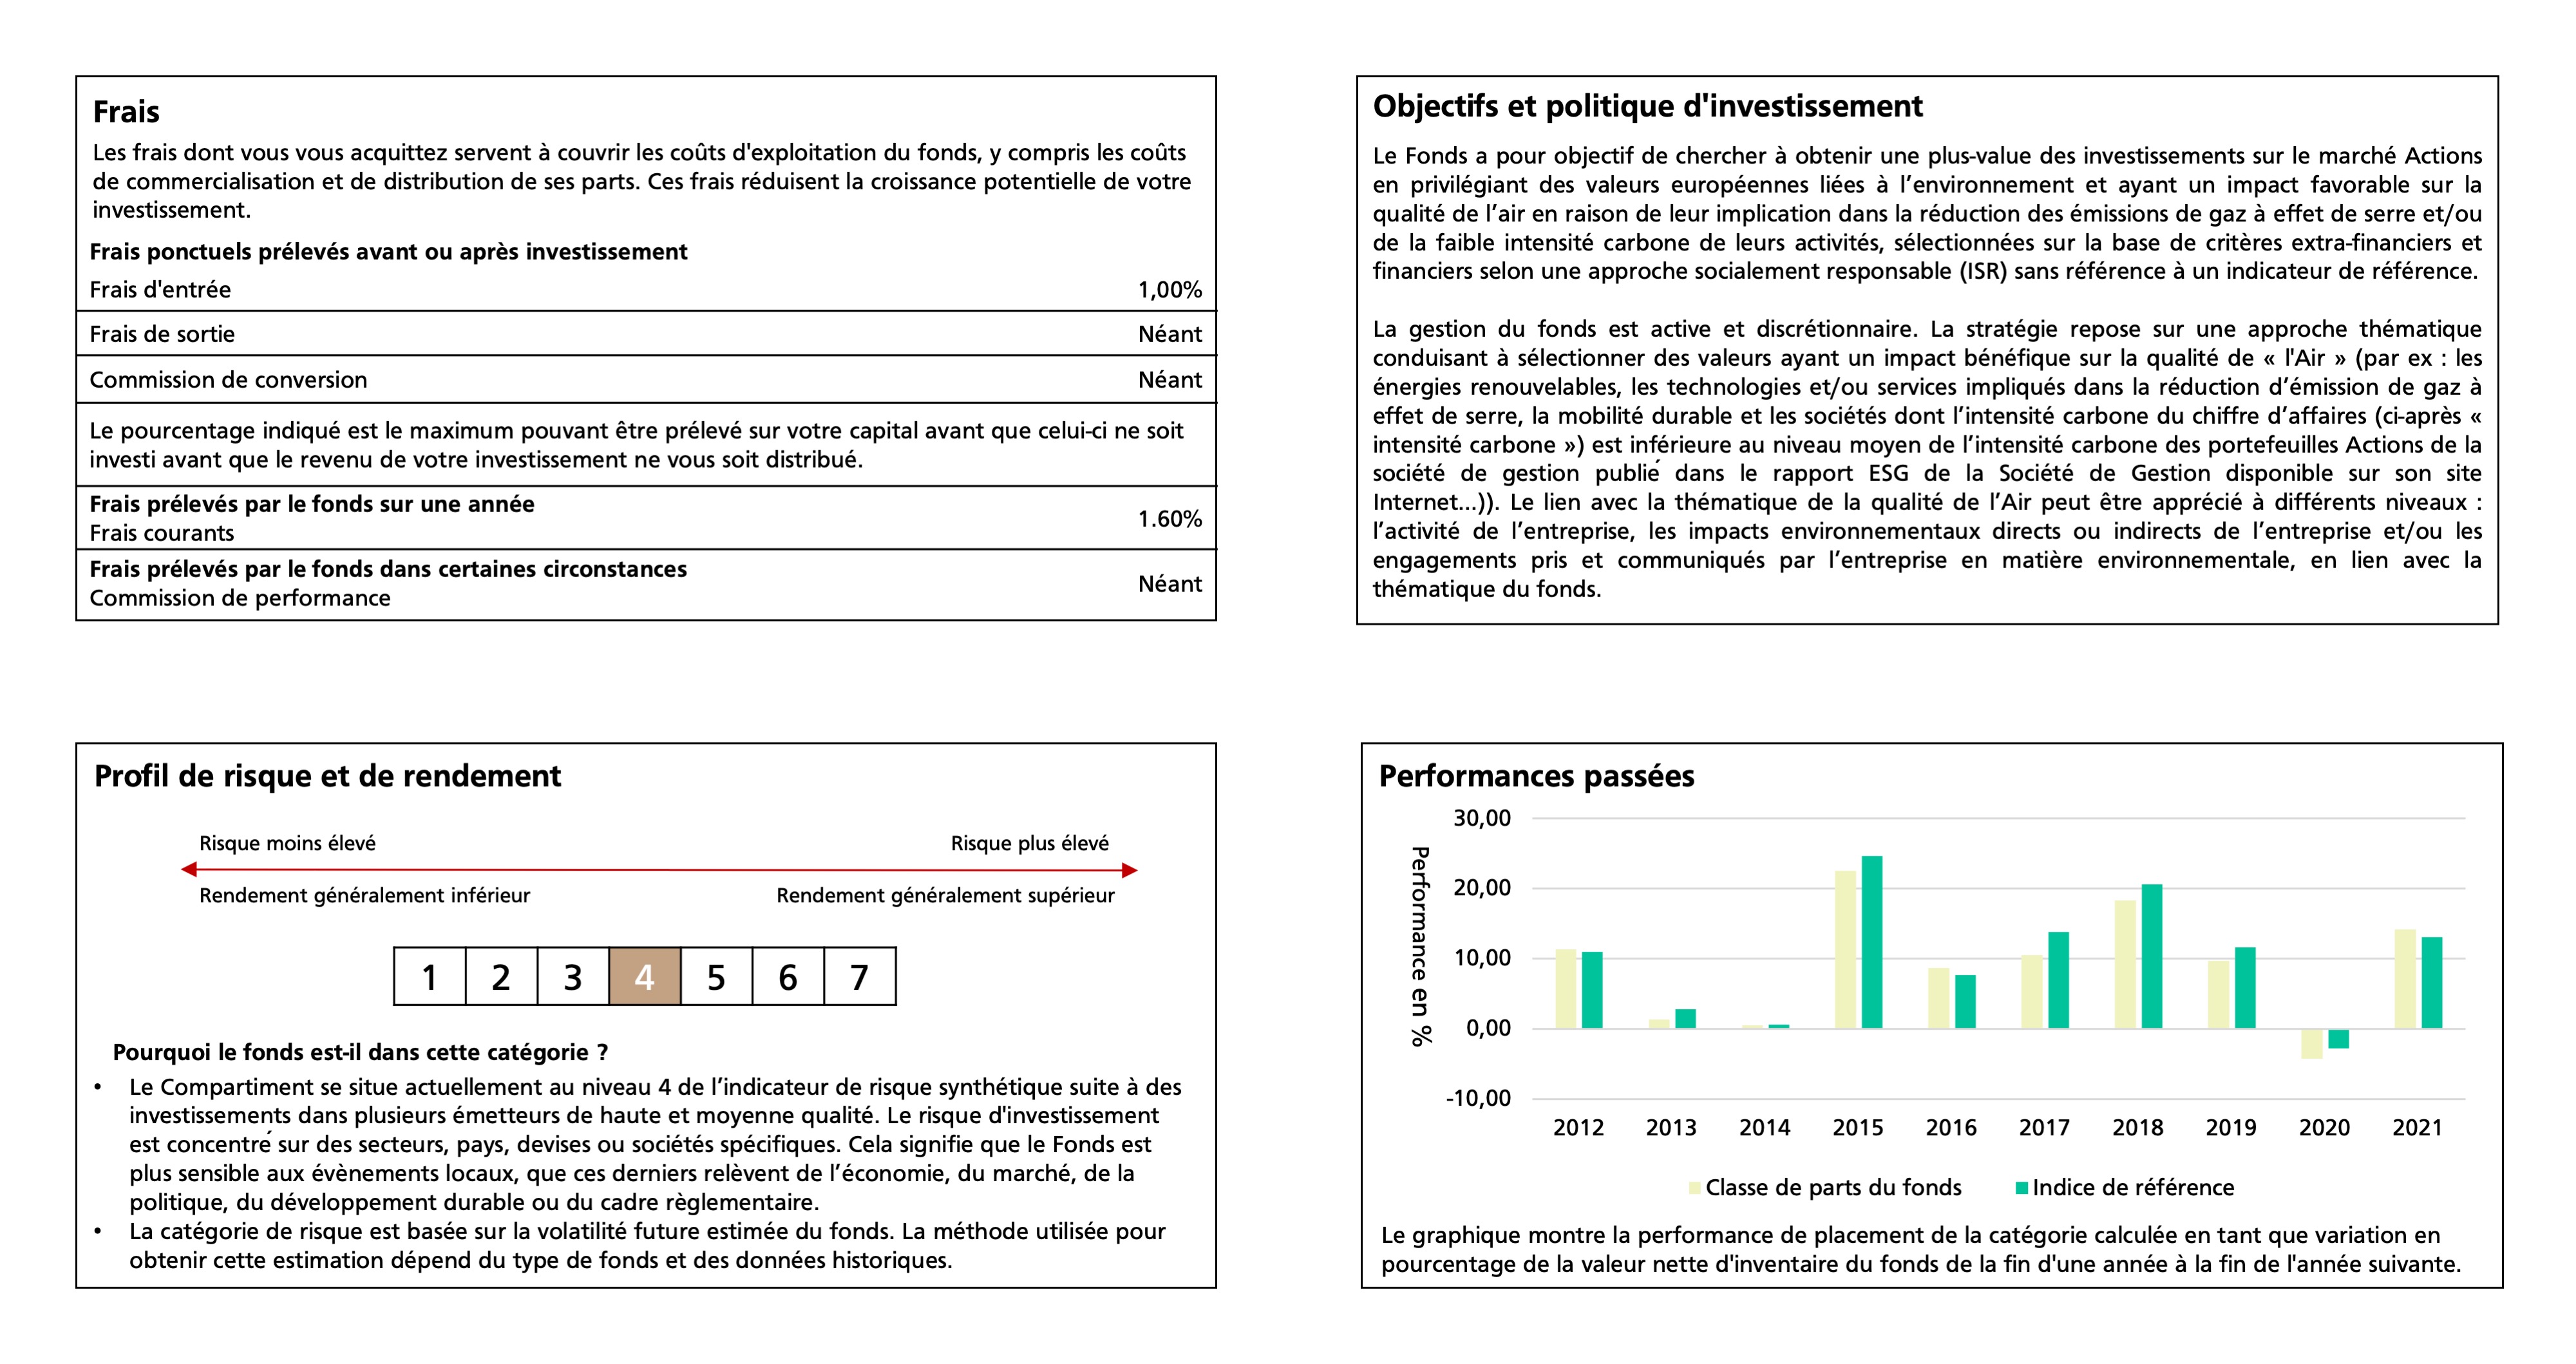 Frais
Les frais dont vous vous acquittez servent à couvrir les coûts d'exploitation du fonds, y compris les coûts
de commercialisation et de distribution de ses parts. Ces frais réduisent la croissance potentielle de votre
investissement.
Frais ponctuels prélevés avant ou après investissement
Frais d'entrée 1,00%
Frais de sortie Néant
Commission de conversion Néant
Le pourcentage indiqué est le maximum pouvant être prélevé sur votre capital avant que celui-ci ne soit
investi avant que le revenu de votre investissement ne vous soit distribué.
Frais prélevés par le fonds sur une année
Frais courants 1.60%
Frais prélevés par le fonds dans certaines circonstances
Commission de performance Néant
Objectifs et politique d'investissement
Le Fonds a pour objectif de chercher à obtenir une plus-value des investissements sur le marché Actions
en privilégiant des valeurs européennes liées à l’environnement et ayant un impact favorable sur la
qualité de l’air en raison de leur implication dans la réduction des émissions de gaz à effet de serre et/ou
de la faible intensité carbone de leurs activités, sélectionnées sur la base de critères extra-financiers et
financiers selon une approche socialement responsable (ISR) sans référence à un indicateur de référence.
La gestion du fonds est active et discrétionnaire. La stratégie repose sur une approche thématique
conduisant à sélectionner des valeurs ayant un impact bénéfique sur la qualité de « l'Air » (par ex : les
énergies renouvelables, les technologies et/ou services impliqués dans la réduction d’émission de gaz à
effet de serre, la mobilité durable et les sociétés dont l’intensité carbone du chiffre d’affaires (ci-après «
intensité carbone ») est inférieure au niveau moyen de l’intensité carbone des portefeuilles Actions de la
société de gestion publié dans le rapport ESG de la Société de Gestion disponible sur son site
Internet...)). Le lien avec la thématique de la qualité de l’Air peut être apprécié à différents niveaux :
l’activité de l’entreprise, les impacts environnementaux directs ou indirects de l’entreprise et/ou les
engagements pris et communiqués par l’entreprise en matière environnementale, en lien avec la
thématique du fonds.
Profil de risque et de rendement
Risque moins élevé Risque plus élevé
Rendement généralement inférieur Rendement généralement supérieur
1 2 3 4 5 6 7
Pourquoi le fonds est-il dans cette catégorie ?
• Le Compartiment se situe actuellement au niveau 4 de l’indicateur de risque synthétique suite à des
investissements dans plusieurs émetteurs de haute et moyenne qualité. Le risque d'investissement
est concentré sur des secteurs, pays, devises ou sociétés spécifiques. Cela signifie que le Fonds est
plus sensible aux évènements locaux, que ces derniers relèvent de l’économie, du marché, de la
politique, du développement durable ou du cadre règlementaire.
• La catégorie de risque est basée sur la volatilité future estimée du fonds. La méthode utilisée pour
obtenir cette estimation dépend du type de fonds et des données historiques.
Performances passées
Performance en %
30,00
20,00
10,00
0,00
-10,00
2012 2013 2014 2015 2016 2017 2018 2019 2020 2021
Classe de parts du fonds Indice de référence
Le graphique montre la performance de placement de la catégorie calculée en tant que variation en
pourcentage de la valeur nette d'inventaire du fonds de la fin d'une année à la fin de l'année suivante.